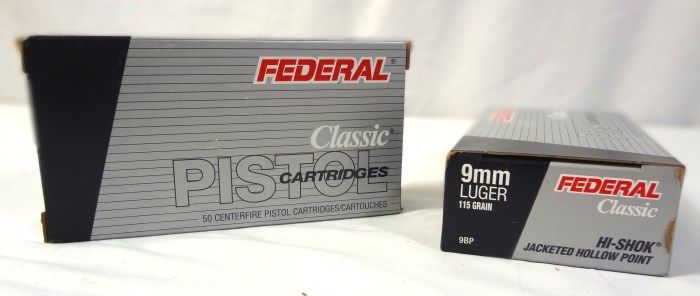 FEDERAL®
Classic®
PISTOL
CARTRIDGES
50 CENTERFIRE PISTOL CARTRIDGES/CARTOUCHES
9mm
LUGER
115 GRAIN
9BP
FEDERAL®
Classic
HI-SHOK®
JACKETED HOLLOW POINT